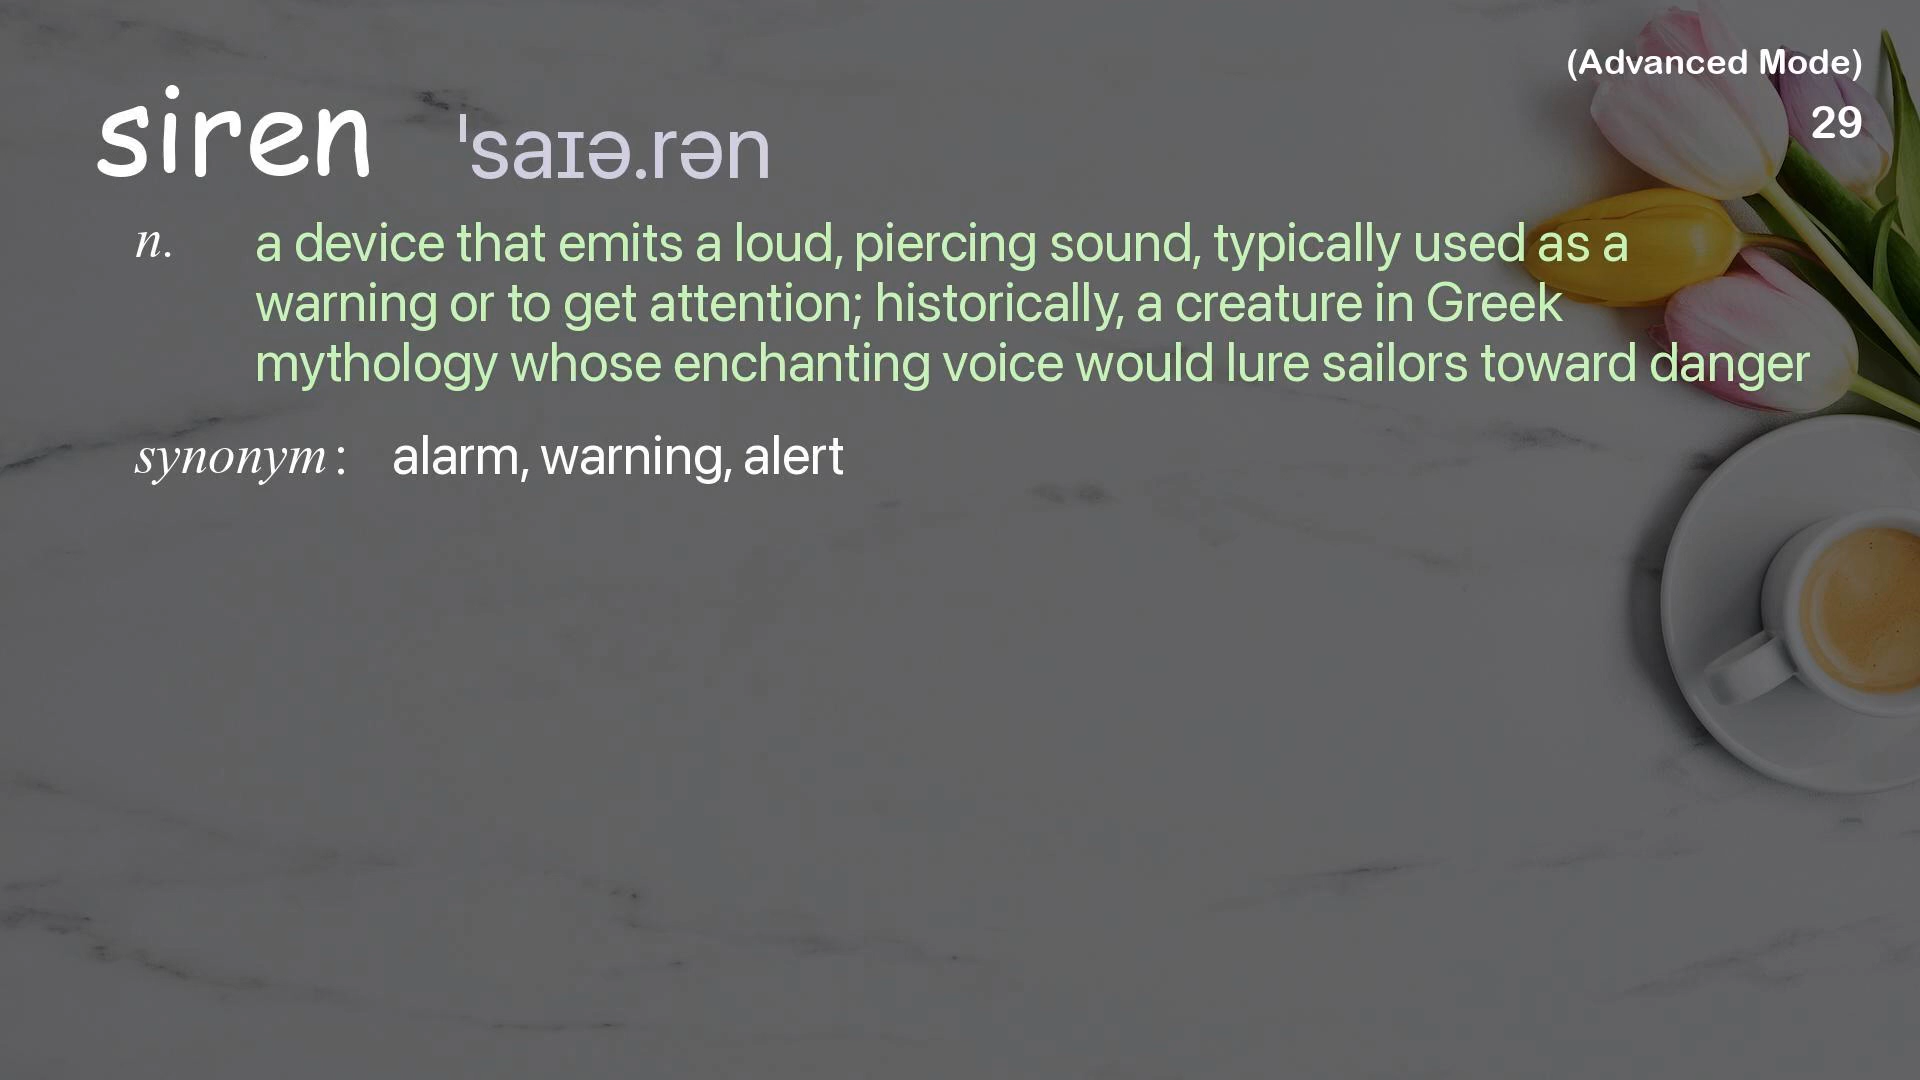 (Advanced Mode)
siren ˈsaɪə.rən
29
n. a device that emits a loud, piercing sound, typically used as a
warning or to get attention; historically, a creature in Greek
mythology whose enchanting voice would lure sailors toward danger
synonym : alarm, warning, alert